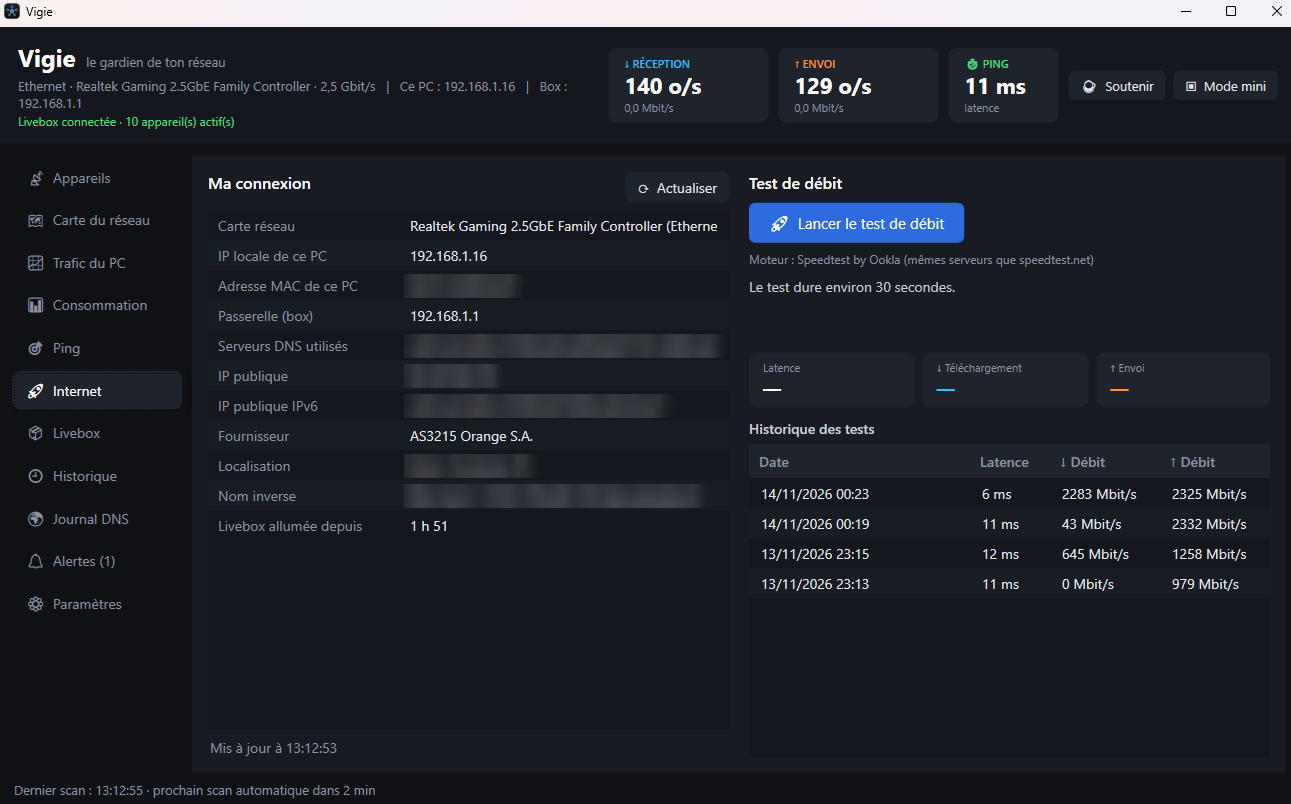 Vigie
Vigie le gardien de ton réseau
Ethernet · Realtek Gaming 2.5GbE Family Controller · 2,5 Gbit/s | Ce PC : 192.168.1.16 | Box :
192.168.1.1
Livebox connectée · 10 appareil(s) actif(s)
↓ RÉCEPTION
140 o/s
0,0 Mbit/s
↑ ENVOI
129 o/s
0,0 Mbit/s
PING
11 ms
latence
Soutenir
Mode mini
Appareils
Carte du réseau
Trafic du PC
Consommation
Ping
Internet
Livebox
Historique
Journal DNS
Alertes (1)
Paramètres
Ma connexion
Actualiser
Carte réseau Realtek Gaming 2.5GbE Family Controller (Etherne
IP locale de ce PC 192.168.1.16
Adresse MAC de ce PC
Passerelle (box) 192.168.1.1
Serveurs DNS utilisés
IP publique
IP publique IPv6
Fournisseur AS3215 Orange S.A.
Localisation
Nom inverse
Livebox allumée depuis 1 h 51
Mis à jour à 13:12:53
Test de débit
Lancer le test de débit
Moteur : Speedtest by Ookla (mêmes serveurs que speedtest.net)
Le test dure environ 30 secondes.
Latence
—
↓ Téléchargement
—
↑ Envoi
—
Historique des tests
Date Latence ↓ Débit ↑ Débit
14/11/2026 00:23 6 ms 2283 Mbit/s 2325 Mbit/s
14/11/2026 00:19 11 ms 43 Mbit/s 2332 Mbit/s
13/11/2026 23:15 12 ms 645 Mbit/s 1258 Mbit/s
13/11/2026 23:13 11 ms 0 Mbit/s 979 Mbit/s
Dernier scan : 13:12:55 · prochain scan automatique dans 2 min